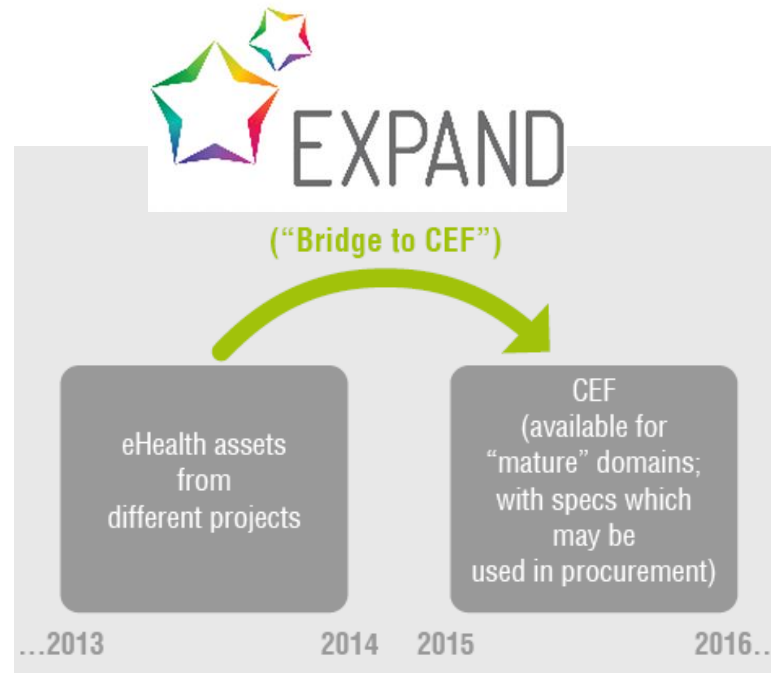 EXPAND
(“Bridge to CEF”)
eHealth assets
from
different projects
CEF
(available for
“mature” domains;
with specs which
may be
used in procurement)
...2013 2014 2015 2016..